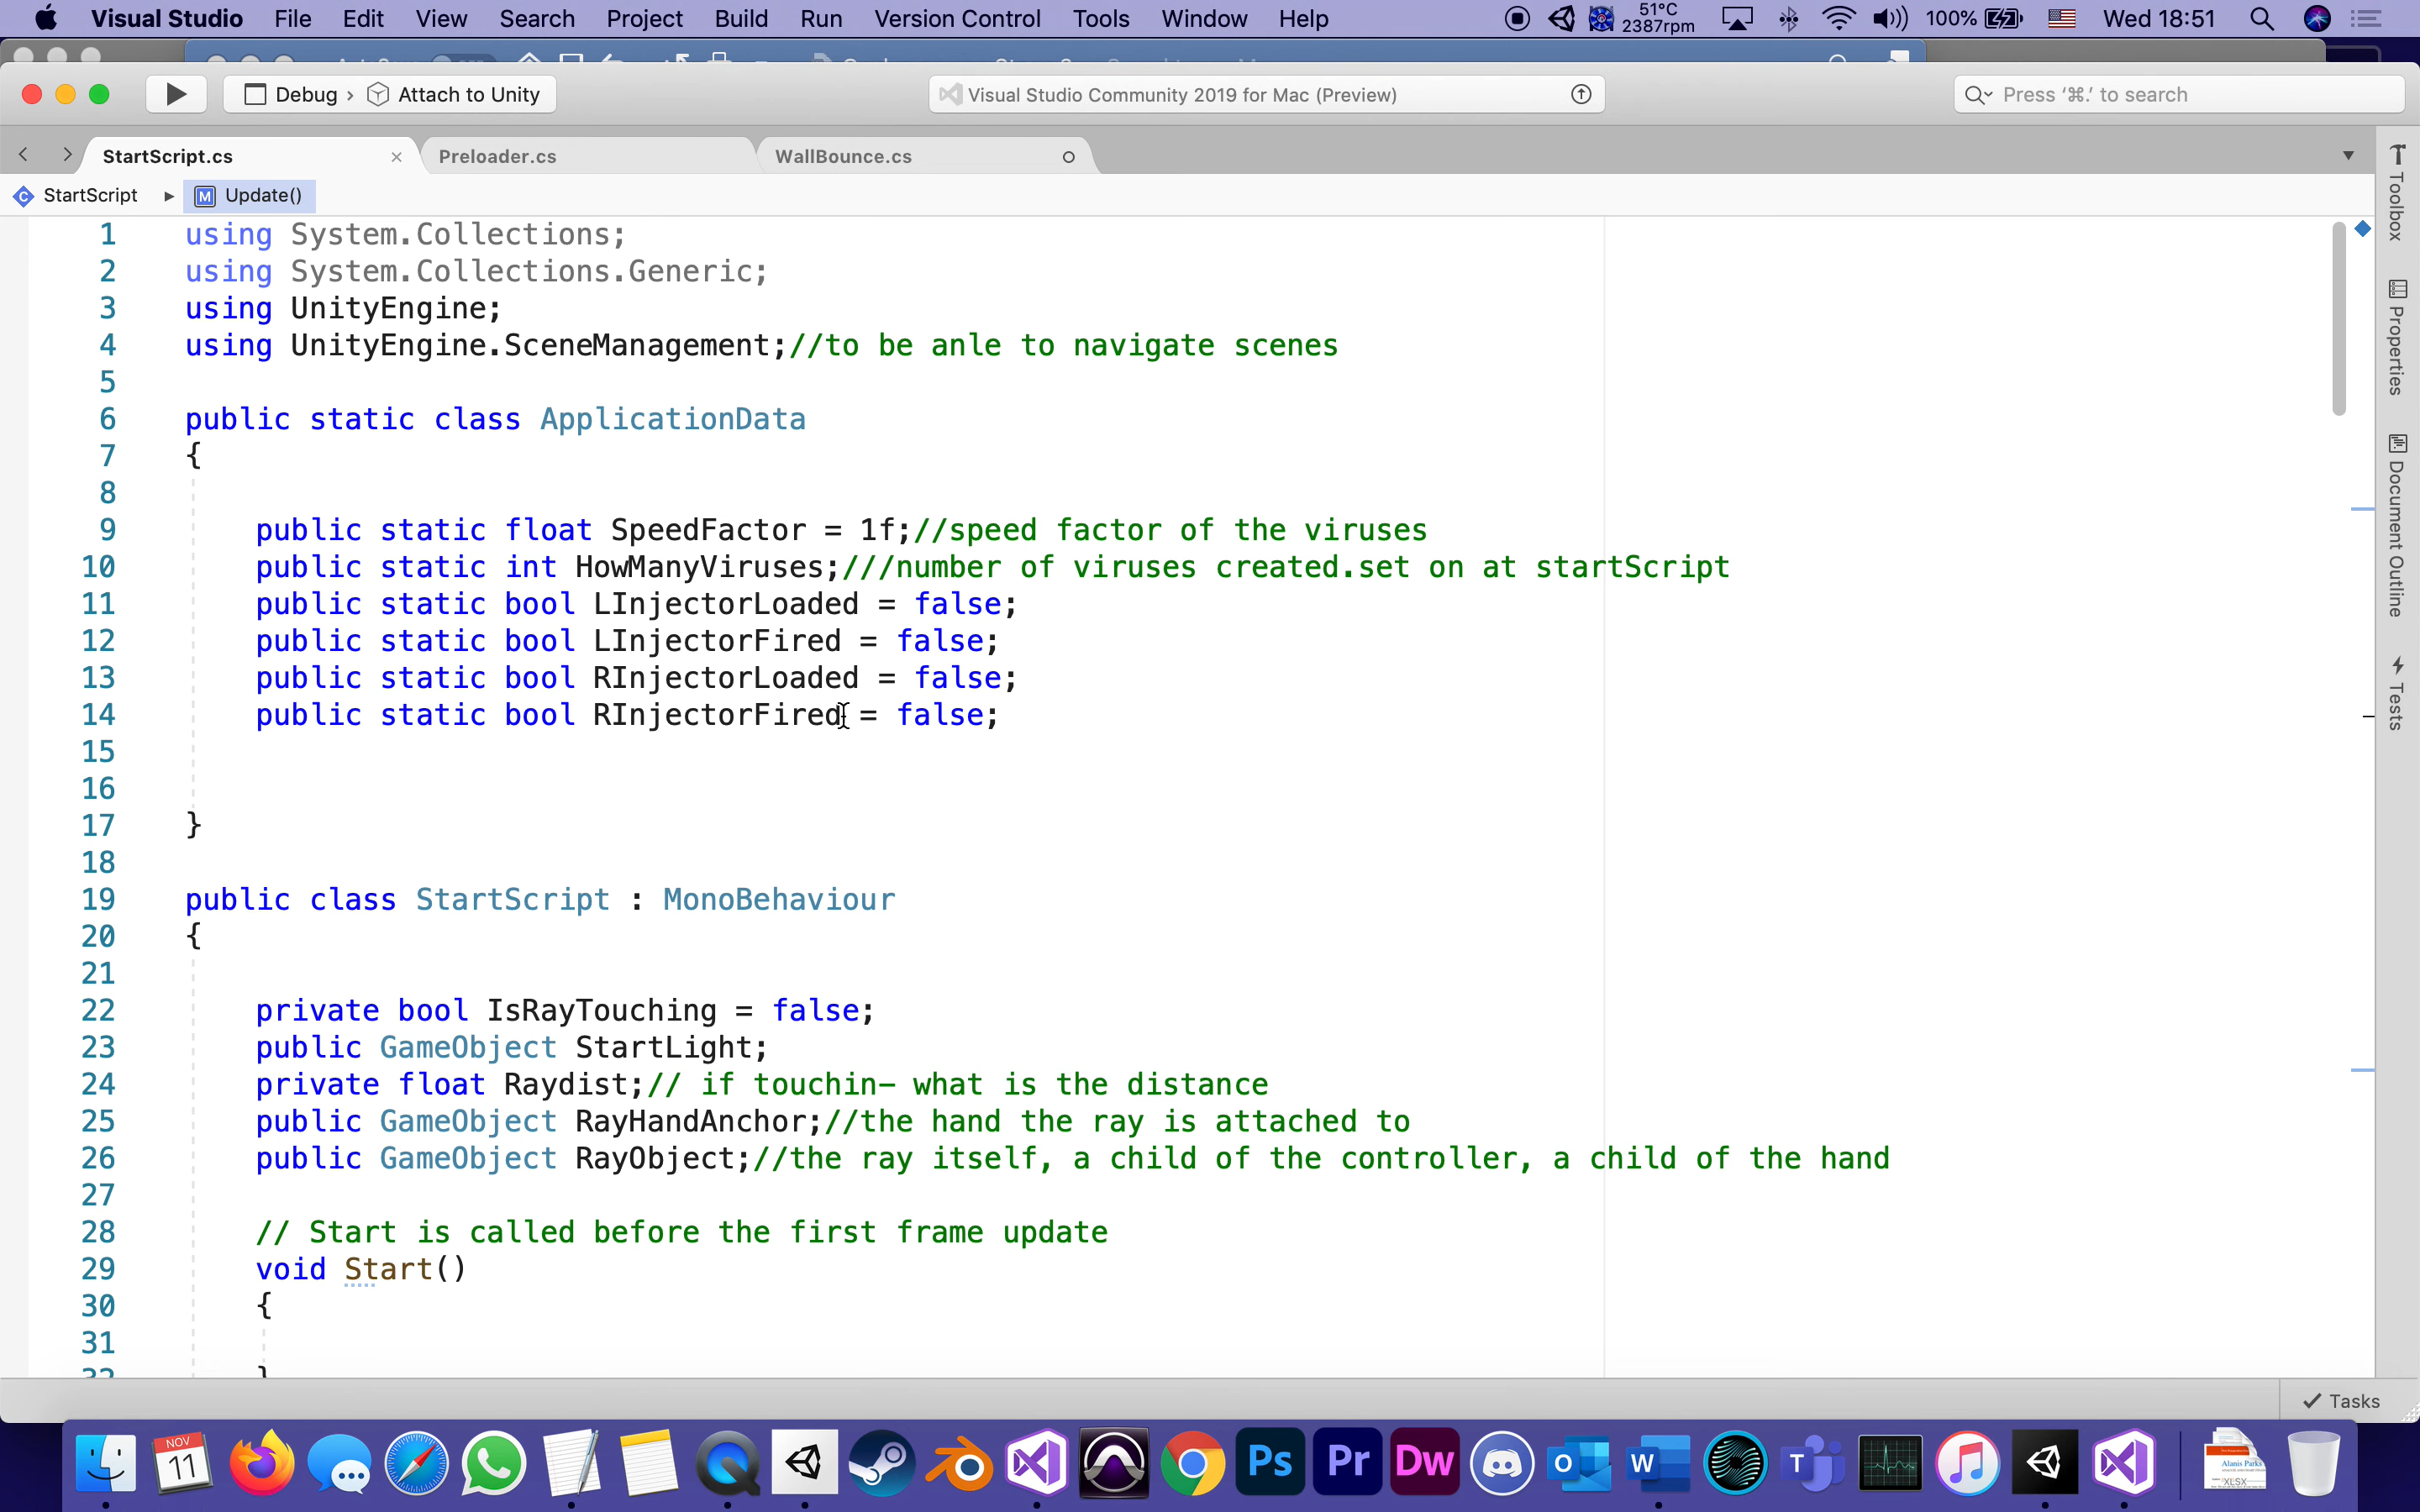 Visual Studio File Edit View Search Project Build Run Version Control Tools Window Help 51°C 2387rpm 100% Wed 18:51
Debug › Attach to Unity Visual Studio Community 2019 for Mac (Preview) Press ‘⌘.’ to search
StartScript.cs Preloader.cs WallBounce.cs
StartScript M Update()
1 using System.Collections;
2 using System.Collections.Generic;
3 using UnityEngine;
4 using UnityEngine.SceneManagement;//to be anle to navigate scenes
5
6 public static class ApplicationData
7 {
8
9 public static float SpeedFactor = 1f;//speed factor of the viruses
10 public static int HowManyViruses;///number of viruses created.set on at startScript
11 public static bool LInjectorLoaded = false;
12 public static bool LInjectorFired = false;
13 public static bool RInjectorLoaded = false;
14 public static bool RInjectorFired = false;
15
16
17 }
18
19 public class StartScript : MonoBehaviour
20 {
21
22 private bool IsRayTouching = false;
23 public GameObject StartLight;
24 private float Raydist;// if touchin– what is the distance
25 public GameObject RayHandAnchor;//the hand the ray is attached to
26 public GameObject RayObject;//the ray itself, a child of the controller, a child of the hand
27
28 // Start is called before the first frame update
29 void Start()
30 {
31
32 }
Toolbox
Properties
Document Outline
Tests
Tasks
NOV
11
Ps Pr Dw O W T
Alanis Parks
XLSX